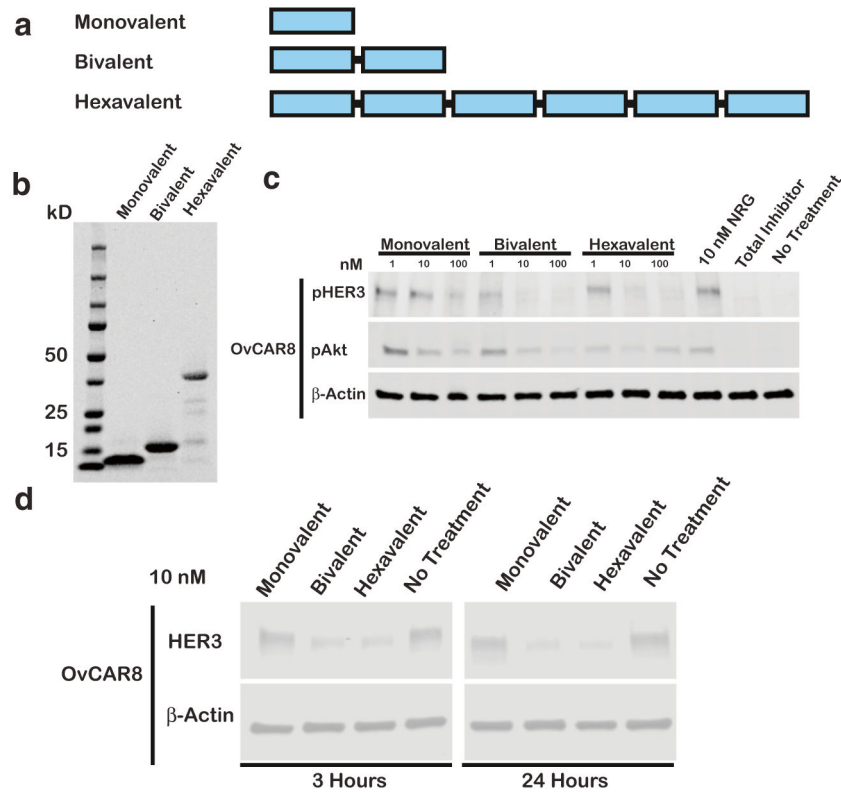 a
Monovalent
Bivalent
Hexavalent
b
kD
Monovalent
Bivalent
Hexavalent
50
25
15
c
Monovalent Bivalent Hexavalent
10 nM NRG
Total Inhibitor
No Treatment
nM 1 10 100 1 10 100 1 10 100
OvCAR8
pHER3
pAkt
β-Actin
d
10 nM
Monovalent
Bivalent
Hexavalent
No Treatment
Monovalent
Bivalent
Hexavalent
No Treatment
OvCAR8
HER3
β-Actin
3 Hours
24 Hours